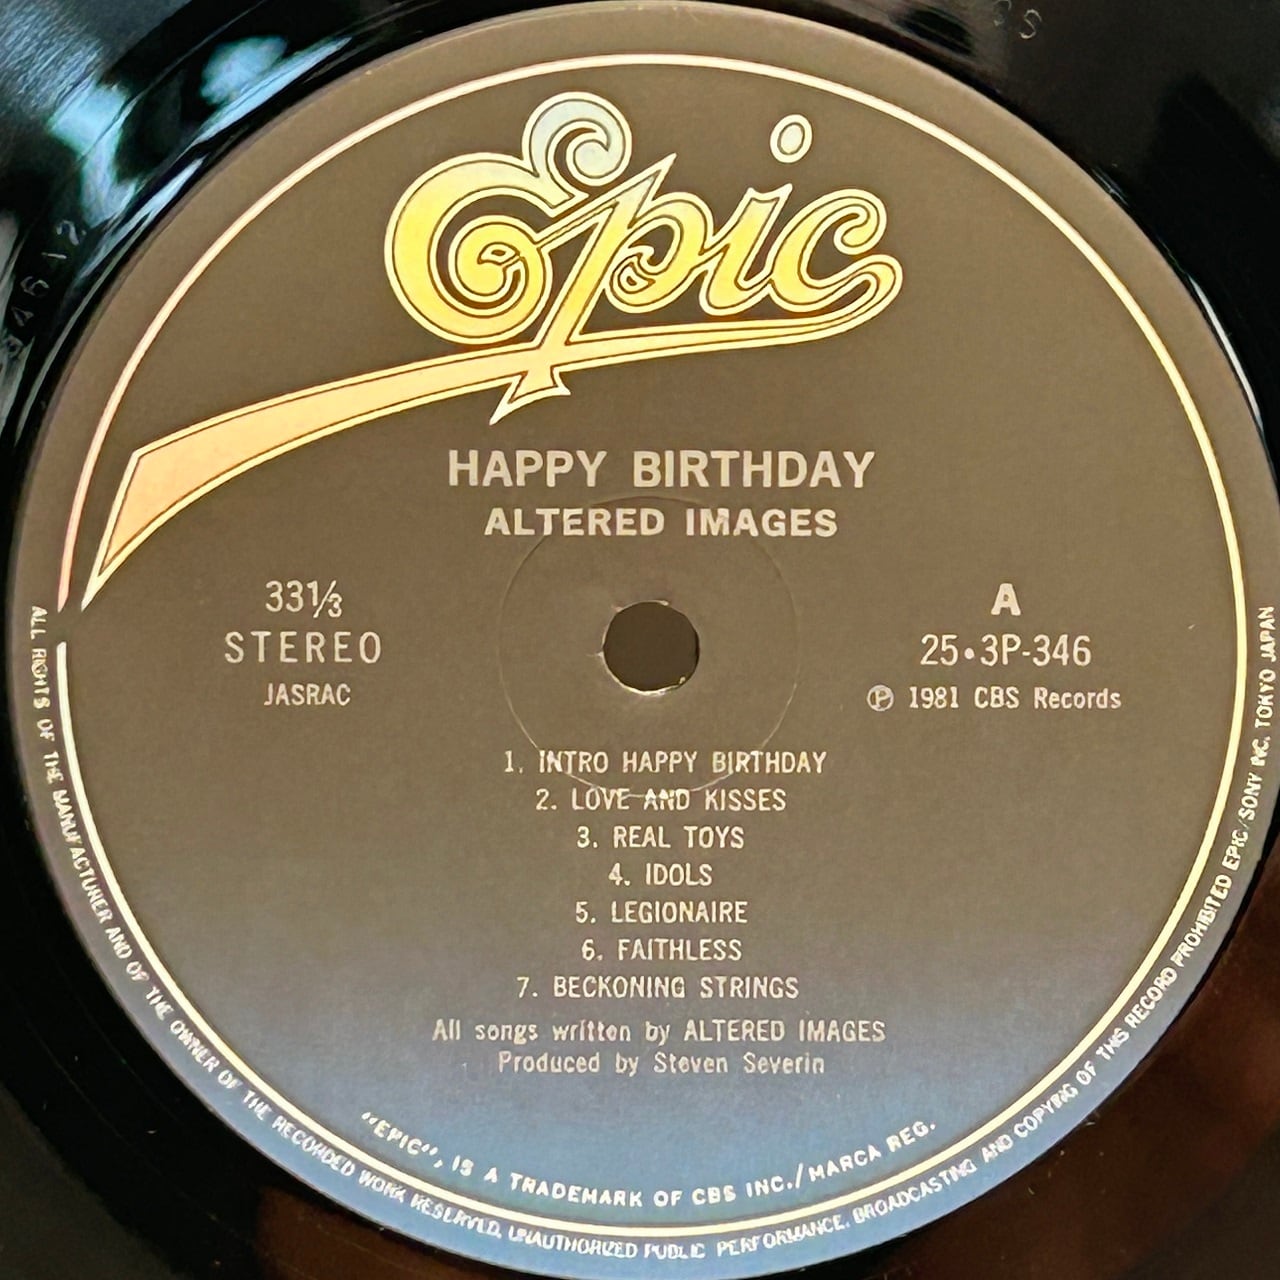 Epic
HAPPY BIRTHDAY
ALTERED IMAGES
33⅓
STEREO
JASRAC
A
25•3P-346
℗ 1981 CBS Records
1. INTRO HAPPY BIRTHDAY
2. LOVE AND KISSES
3. REAL TOYS
4. IDOLS
5. LEGIONAIRE
6. FAITHLESS
7. BECKONING STRINGS
All songs written by ALTERED IMAGES
Produced by Steven Severin
"EPIC", IS A TRADEMARK OF CBS INC./MARCA REG.
ALL RIGHTS OF THE MANUFACTURER AND OF THE OWNER OF THE RECORDED WORK RESERVED. UNAUTHORIZED PUBLIC PERFORMANCE. BROADCASTING AND COPYING OF THIS RECORD PROHIBITED EPIC/SONY INC. TOKYO JAPAN